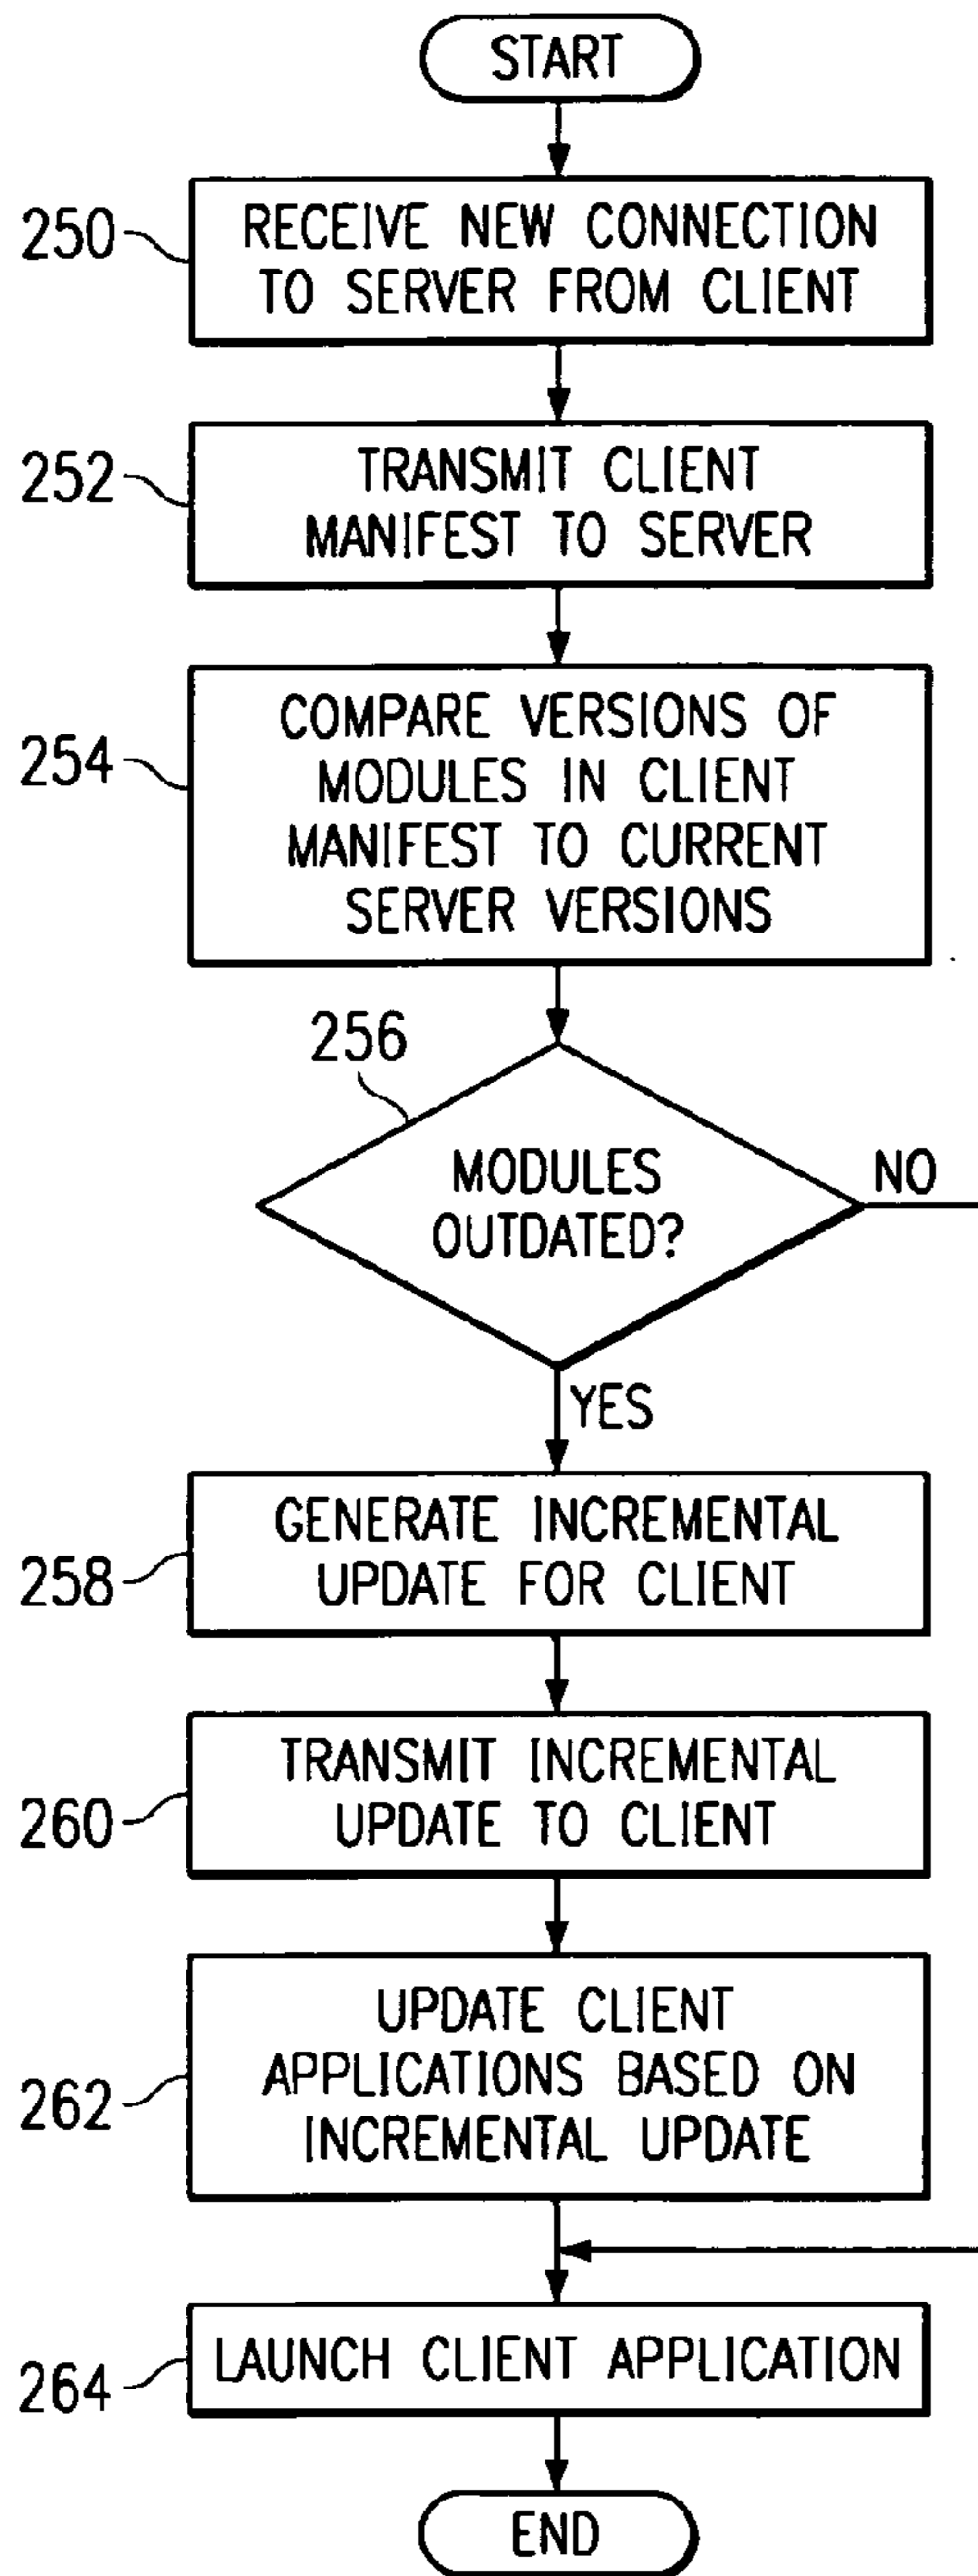 START
250
RECEIVE NEW CONNECTION
TO SERVER FROM CLIENT
252
TRANSMIT CLIENT
MANIFEST TO SERVER
254
COMPARE VERSIONS OF
MODULES IN CLIENT
MANIFEST TO CURRENT
SERVER VERSIONS
256
MODULES
OUTDATED?
NO
YES
258
GENERATE INCREMENTAL
UPDATE FOR CLIENT
260
TRANSMIT INCREMENTAL
UPDATE TO CLIENT
262
UPDATE CLIENT
APPLICATIONS BASED ON
INCREMENTAL UPDATE
264
LAUNCH CLIENT APPLICATION
END